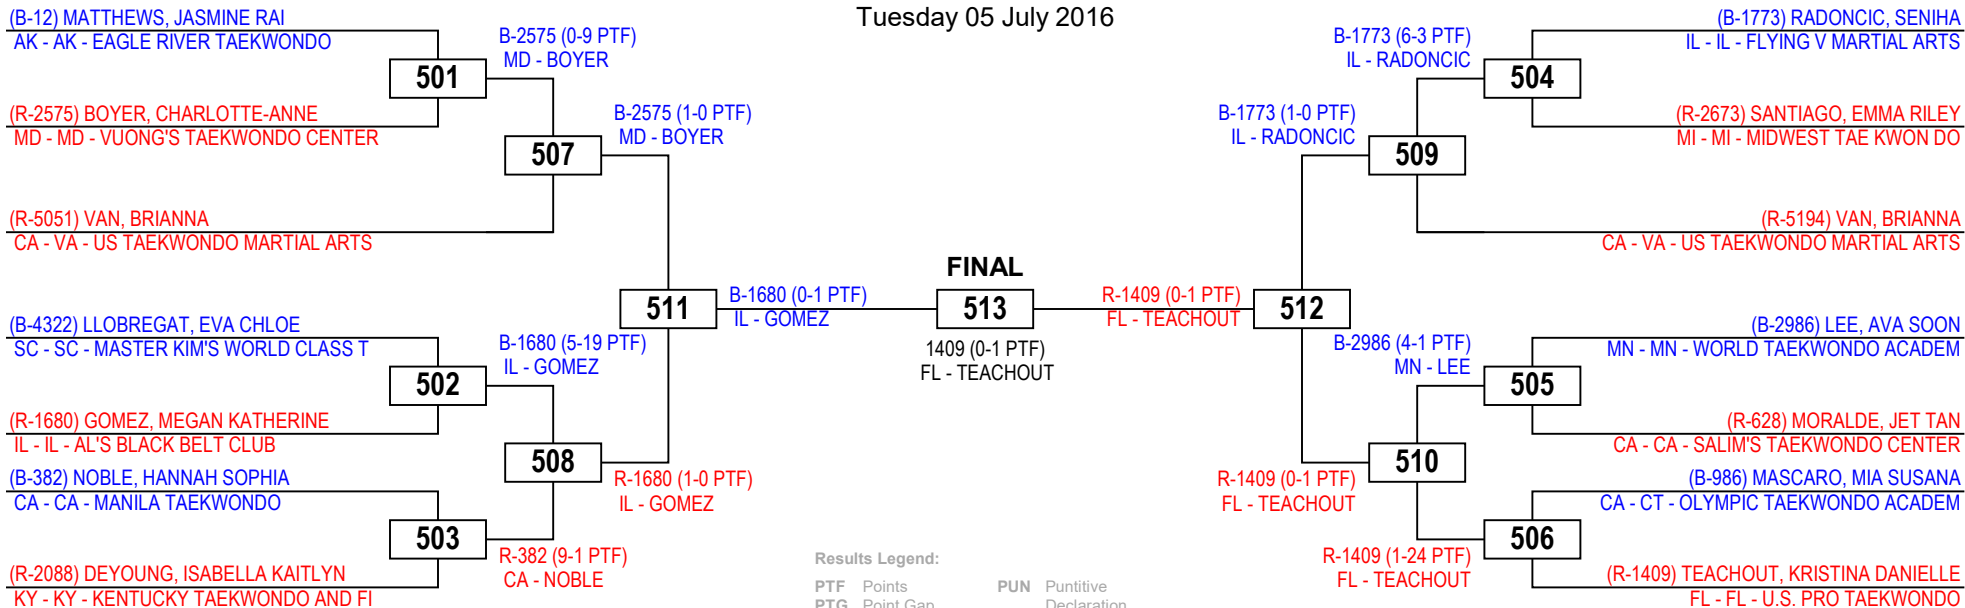 Tuesday 05 July 2016
(B-12) MATTHEWS, JASMINE RAI
AK - AK - EAGLE RIVER TAEKWONDO
501
(R-2575) BOYER, CHARLOTTE-ANNE
MD - MD - VUONG'S TAEKWONDO CENTER
B-2575 (0-9 PTF)
MD - BOYER
507
(R-5051) VAN, BRIANNA
CA - VA - US TAEKWONDO MARTIAL ARTS
B-2575 (1-0 PTF)
MD - BOYER
(B-4322) LLOBREGAT, EVA CHLOE
SC - SC - MASTER KIM'S WORLD CLASS T
502
(R-1680) GOMEZ, MEGAN KATHERINE
IL - IL - AL'S BLACK BELT CLUB
B-1680 (5-19 PTF)
IL - GOMEZ
508
(B-382) NOBLE, HANNAH SOPHIA
CA - CA - MANILA TAEKWONDO
503
(R-2088) DEYOUNG, ISABELLA KAITLYN
KY - KY - KENTUCKY TAEKWONDO AND FI
R-382 (9-1 PTF)
CA - NOBLE
R-1680 (1-0 PTF)
IL - GOMEZ
511
B-1680 (0-1 PTF)
IL - GOMEZ
FINAL
513
1409 (0-1 PTF)
FL - TEACHOUT
R-1409 (0-1 PTF)
FL - TEACHOUT
512
B-1773 (1-0 PTF)
IL - RADONCIC
509
B-1773 (6-3 PTF)
IL - RADONCIC
504
(B-1773) RADONCIC, SENIHA
IL - IL - FLYING V MARTIAL ARTS
(R-2673) SANTIAGO, EMMA RILEY
MI - MI - MIDWEST TAE KWON DO
(R-5194) VAN, BRIANNA
CA - VA - US TAEKWONDO MARTIAL ARTS
B-2986 (4-1 PTF)
MN - LEE
505
(B-2986) LEE, AVA SOON
MN - MN - WORLD TAEKWONDO ACADEM
(R-628) MORALDE, JET TAN
CA - CA - SALIM'S TAEKWONDO CENTER
510
R-1409 (0-1 PTF)
FL - TEACHOUT
(B-986) MASCARO, MIA SUSANA
CA - CT - OLYMPIC TAEKWONDO ACADEM
506
R-1409 (1-24 PTF)
FL - TEACHOUT
(R-1409) TEACHOUT, KRISTINA DANIELLE
FL - FL - U.S. PRO TAEKWONDO
Results Legend:
PTF Points PUN Puntitive
PTG Point Gap Declaration